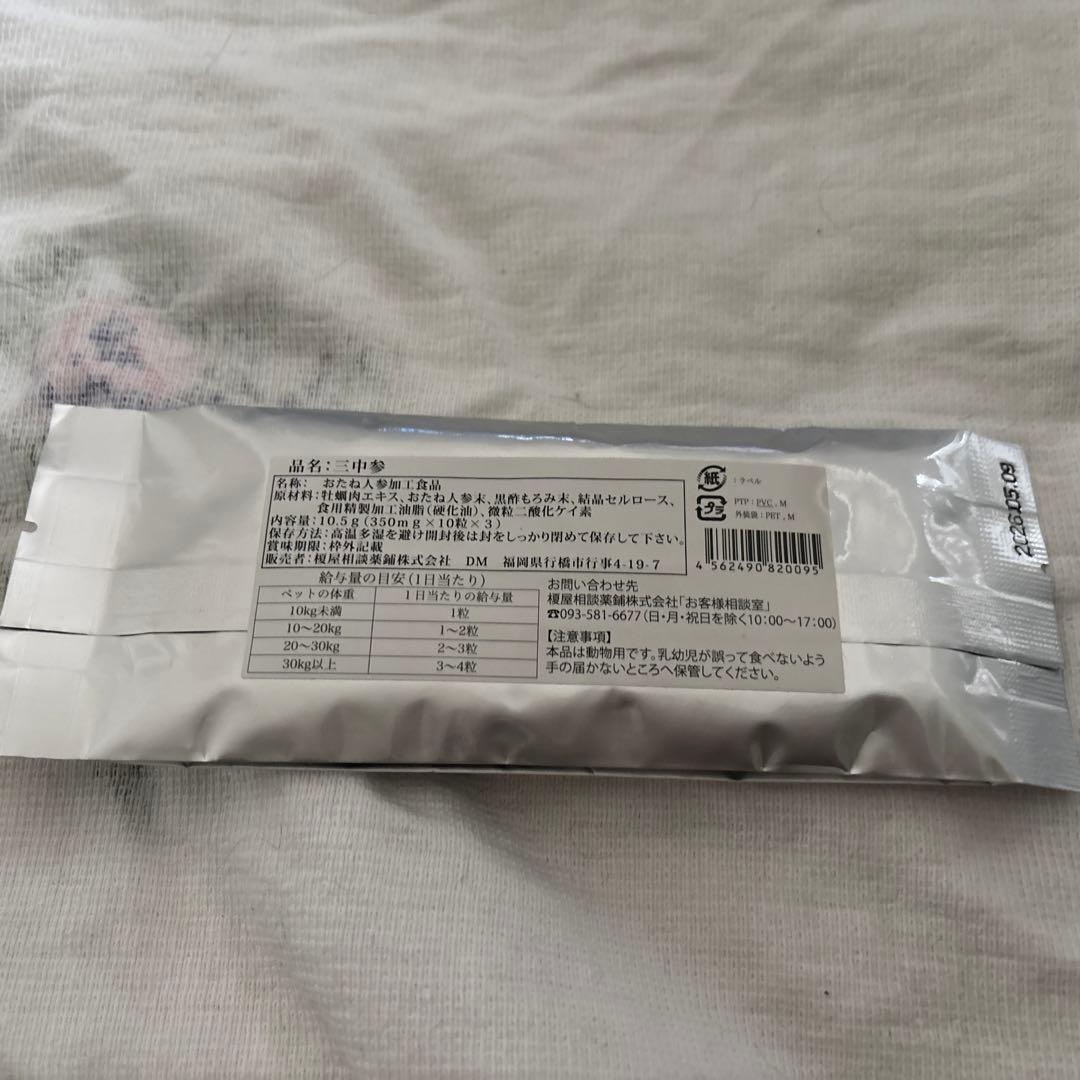 品名：三中参
名称： おたね人参加工食品
原材料：牡蠣肉エキス、おたね人参末、黒酢もろみ末、結晶セルロース、
食用精製加工油脂（硬化油）、微粒二酸化ケイ素
内容量：10.5g（350mg×10粒×3）
保存方法：高温多湿を避け開封後は封をしっかり閉めて保存して下さい。
賞味期限：枠外記載
販売者：榎屋相談薬舗株式会社 DM 福岡県行橋市行事4-19-7
給与量の目安（1日当たり）
ペットの体重 1日当たりの給与量
10kg未満 1粒
10～20kg 1～2粒
20～30kg 2～3粒
30kg以上 3～4粒
紙 ：ラベル
プラ PTP：PVC，M
外装袋：PET，M
4 562490 820095
お問い合わせ先
榎屋相談薬舗株式会社「お客様相談室」
☎093-581-6677（日・月・祝日を除く10：00～17：00）
【注意事項】
本品は動物用です。乳幼児が誤って食べないよう
手の届かないところへ保管してください。
2026.05.09